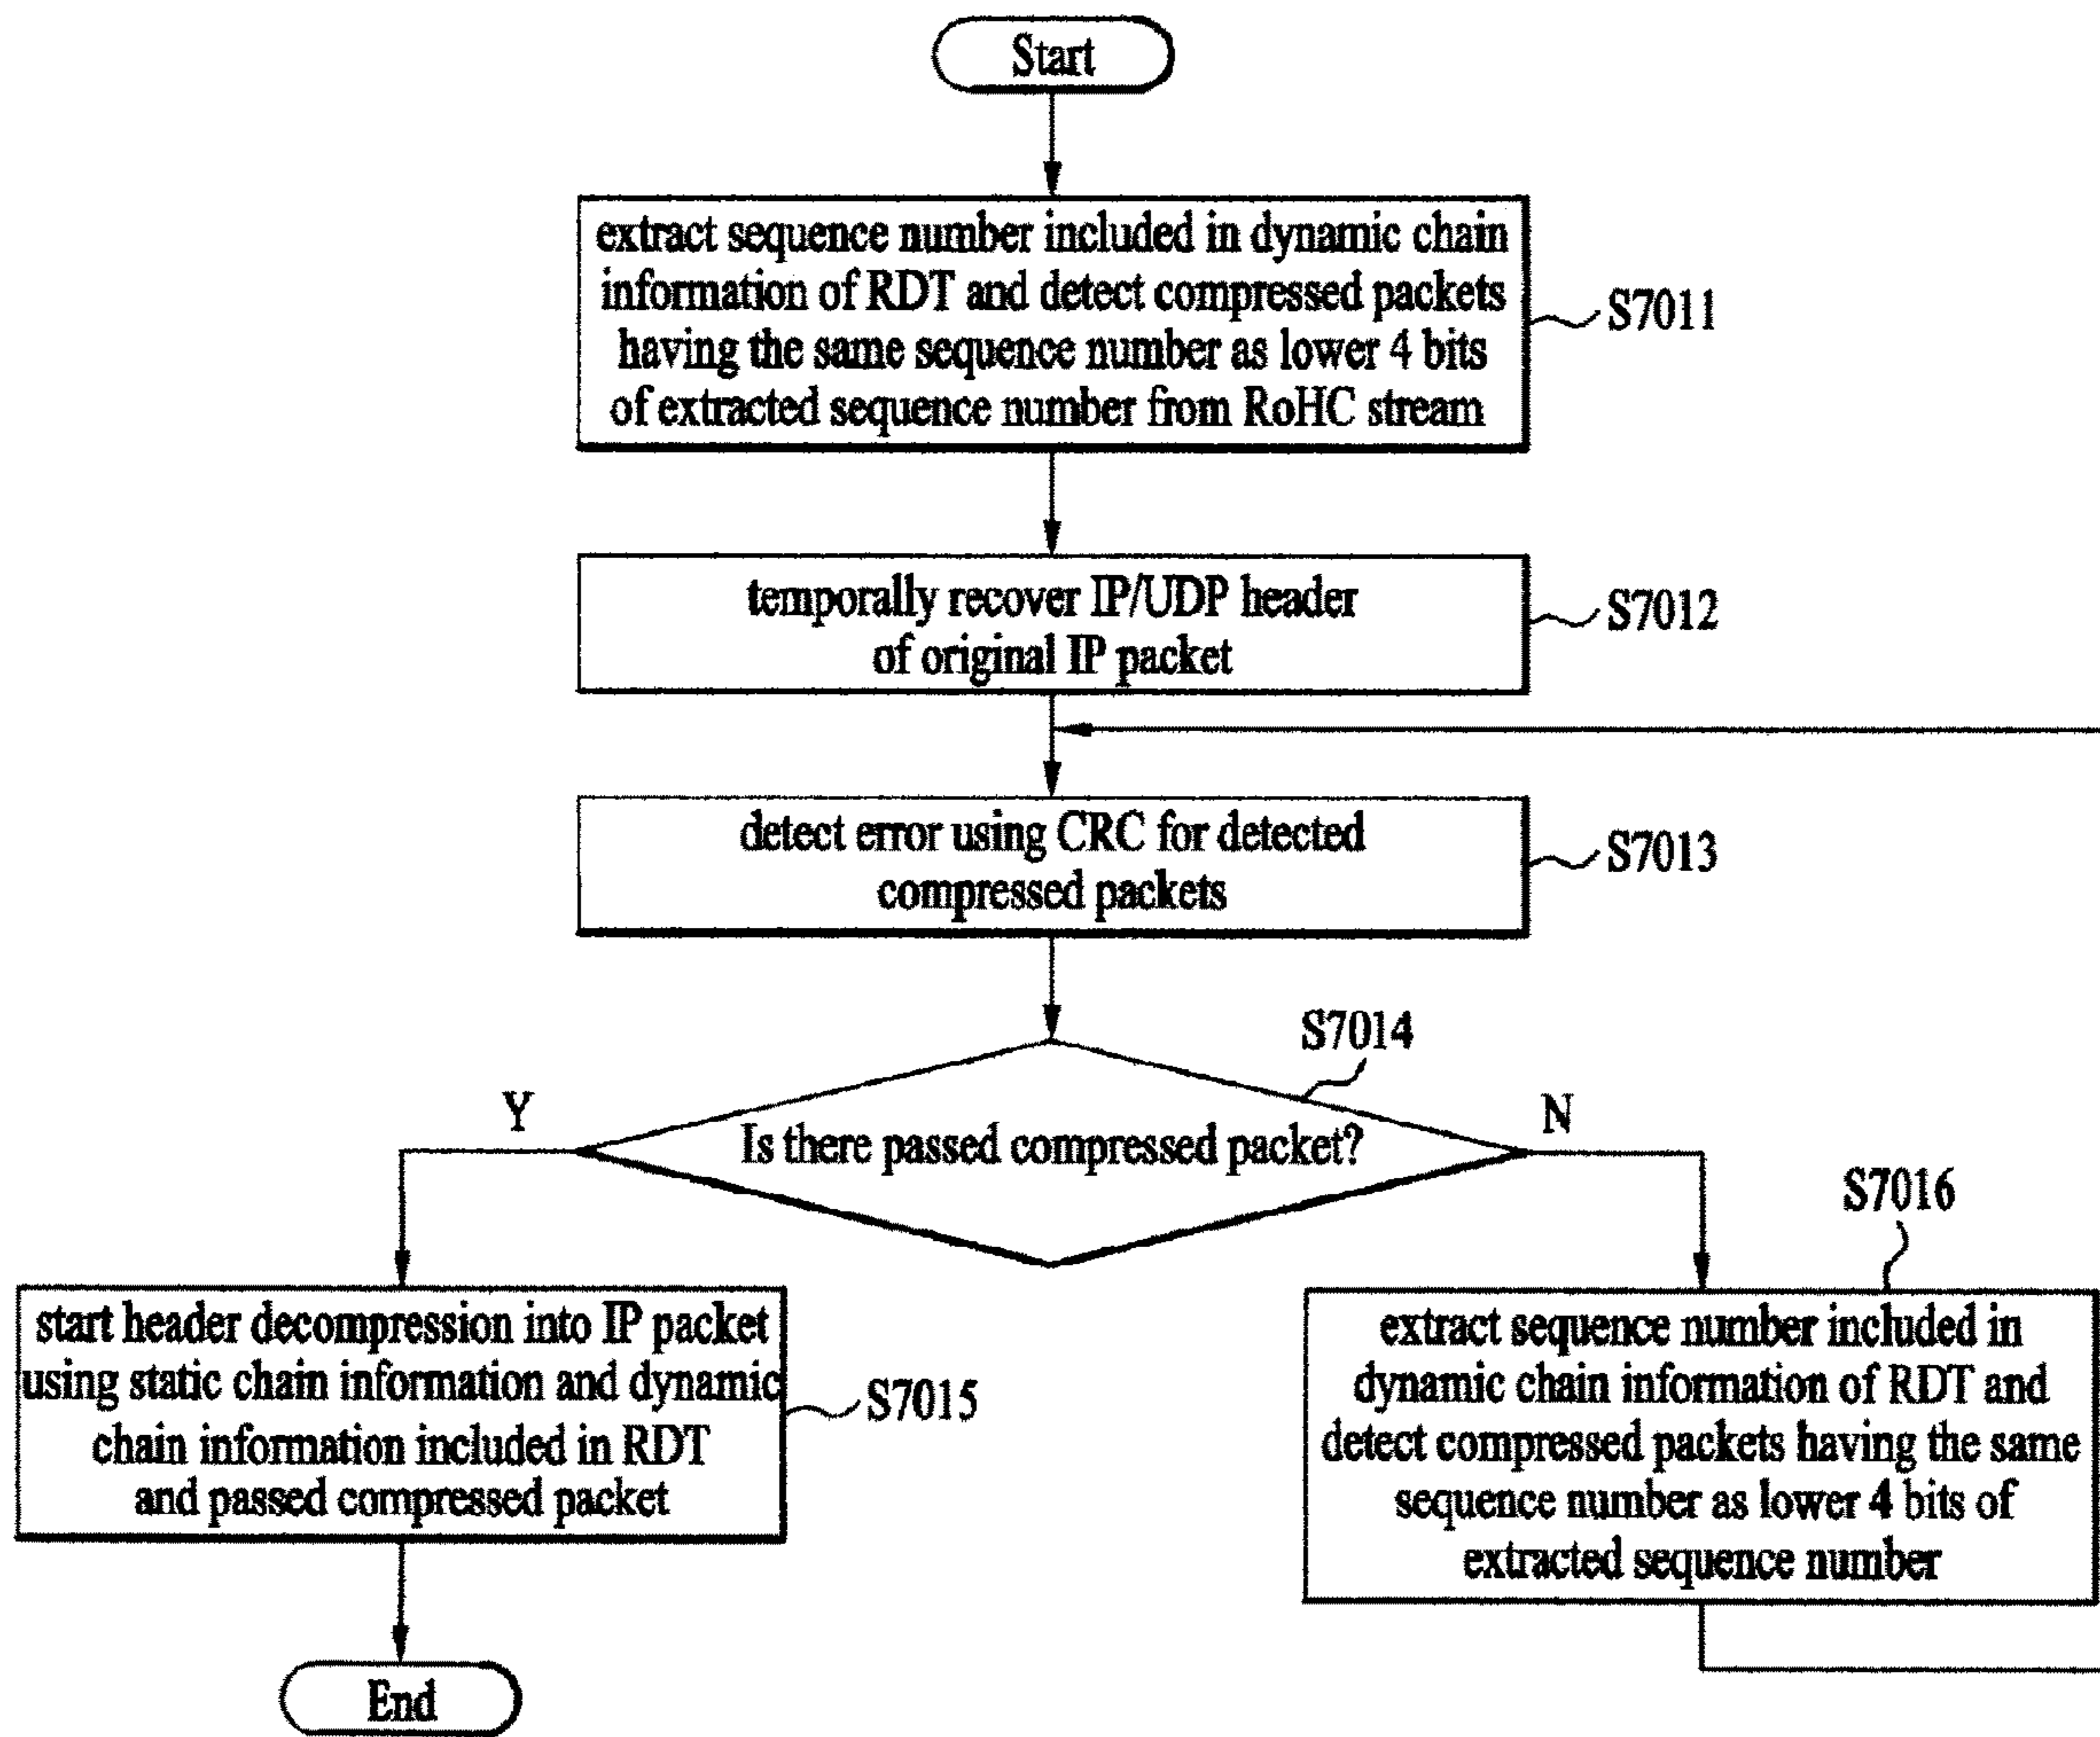 Start
extract sequence number included in dynamic chain
information of RDT and detect compressed packets
having the same sequence number as lower 4 bits
of extracted sequence number from RoHC stream
S7011
temporally recover IP/UDP header
of original IP packet
S7012
detect error using CRC for detected
compressed packets
S7013
S7014
Y
Is there passed compressed packet?
N
S7016
start header decompression into IP packet
using static chain information and dynamic
chain information included in RDT
and passed compressed packet
S7015
extract sequence number included in
dynamic chain information of RDT and
detect compressed packets having the same
sequence number as lower 4 bits of
extracted sequence number
End